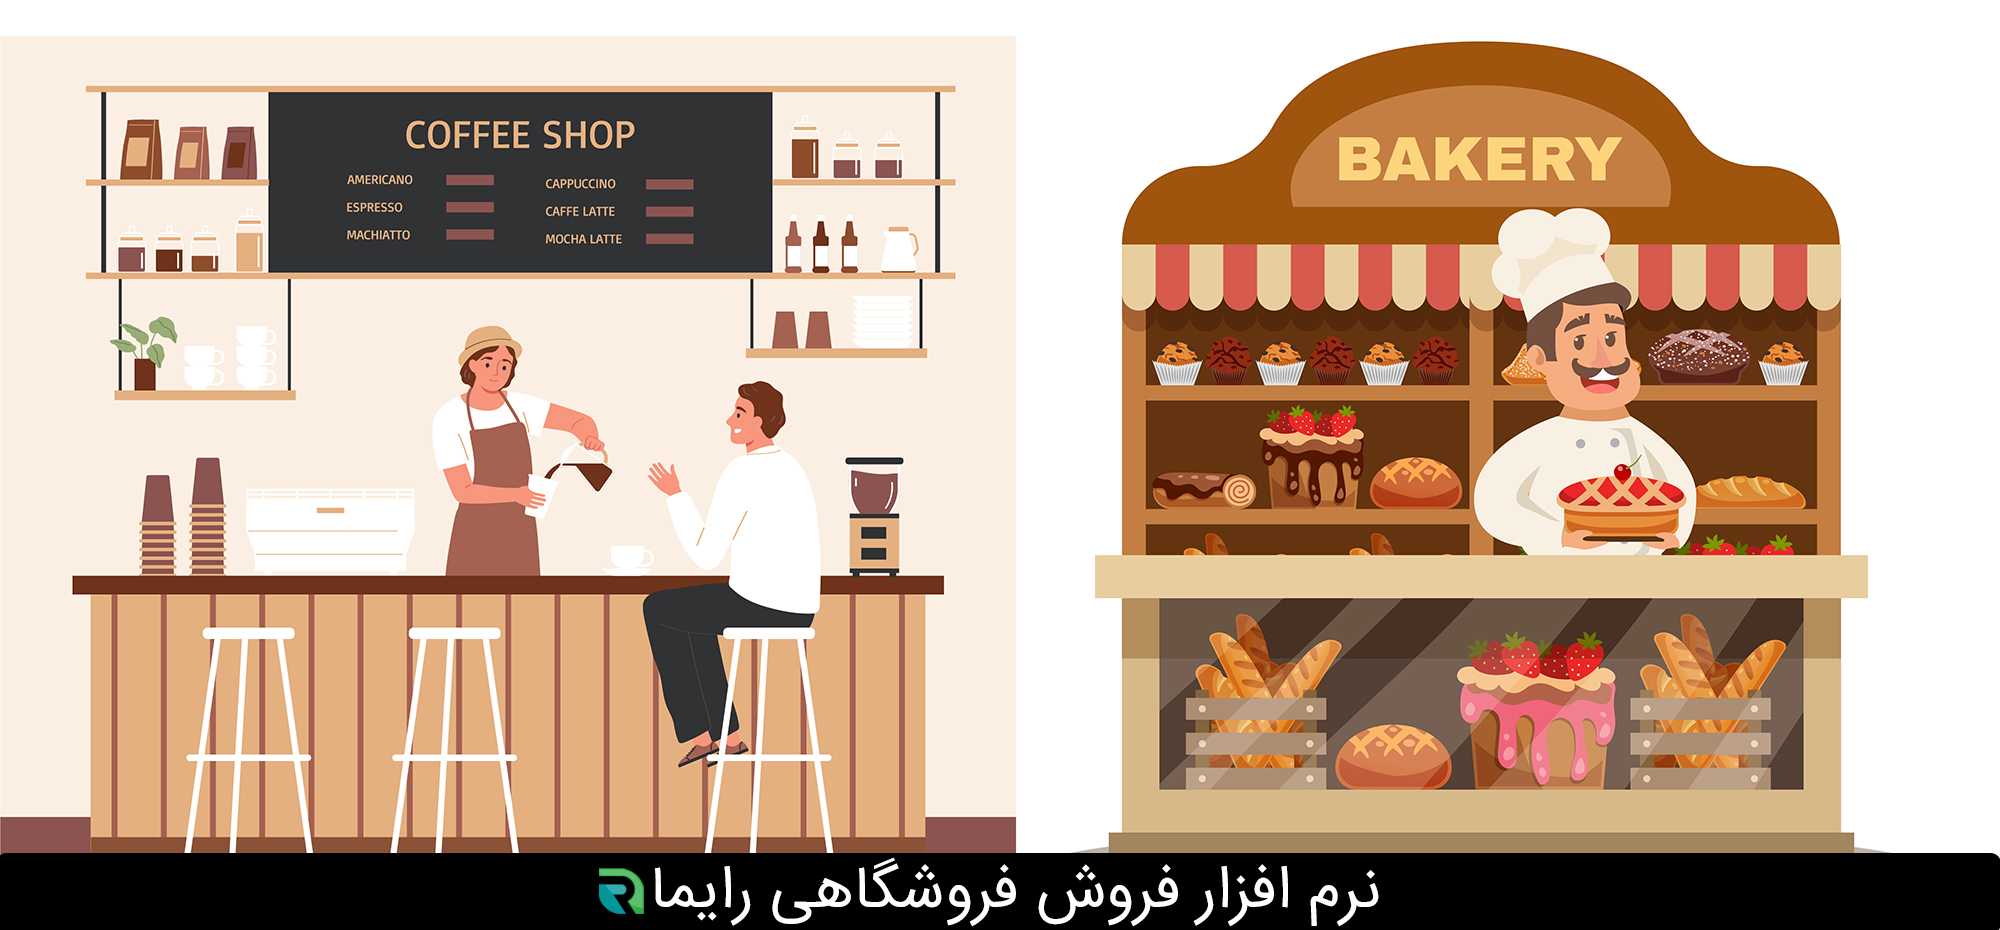 COFFEE SHOP
AMERICANO
ESPRESSO
MACHIATTO
CAPPUCCINO
CAFFE LATTE
MOCHA LATTE
BAKERY
نرم افزار فروش فروشگاهی رایما